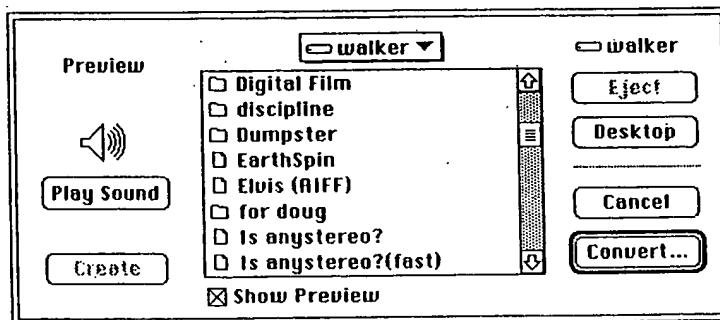 Preview
Play Sound
Create
walker
Digital Film
discipline
Dumpster
EarthSpin
Elvis (AIFF)
for doug
Is anystereo?
Is anystereo?(fast)
Show Preview
walker
Eject
Desktop
Cancel
Convert...